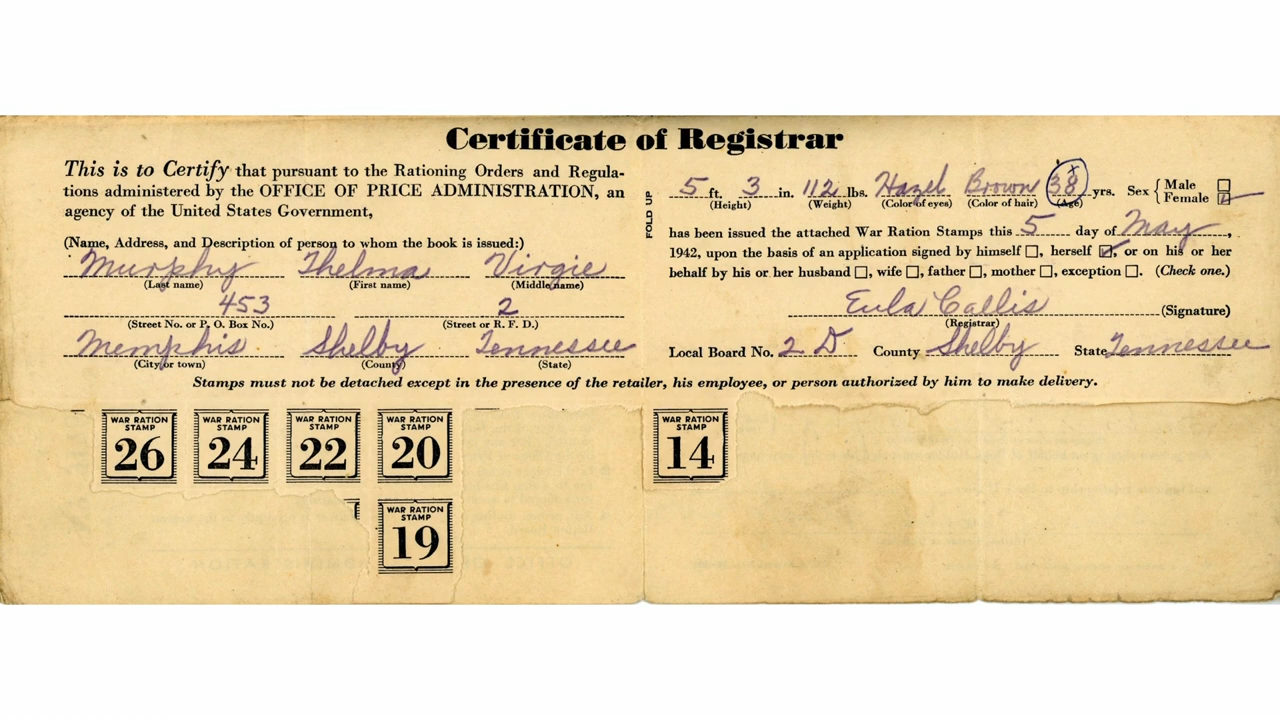 Certificate of Registrar
This is to Certify that pursuant to the Rationing Orders and Regula-
tions administered by the OFFICE OF PRICE ADMINISTRATION, an
agency of the United States Government,
(Name, Address, and Description of person to whom the book is issued:)
Murphy Thelma Virgie
(Last name) (First name) (Middle name)
453 2
(Street No. or P. O. Box No.) (Street or R. F. D.)
Memphis Shelby Tennessee
(City or town) (County) (State)
FOLD UP
5 ft. 3 in. 112 lbs. Hazel Brown 38 yrs. Sex { Male
Female
(Height) (Weight) (Color of eyes) (Color of hair) (Age)
has been issued the attached War Ration Stamps this 5 day of May,
1942, upon the basis of an application signed by himself, herself, or on his or her
behalf by his or her husband, wife, father, mother, exception. (Check one.)
Eula Callis (Signature)
(Registrar)
Local Board No. 2 D County Shelby State Tennessee
Stamps must not be detached except in the presence of the retailer, his employee, or person authorized by him to make delivery.
WAR RATION STAMP 26
WAR RATION STAMP 24
WAR RATION STAMP 22
WAR RATION STAMP 20
WAR RATION STAMP 14
WAR RATION STAMP 19